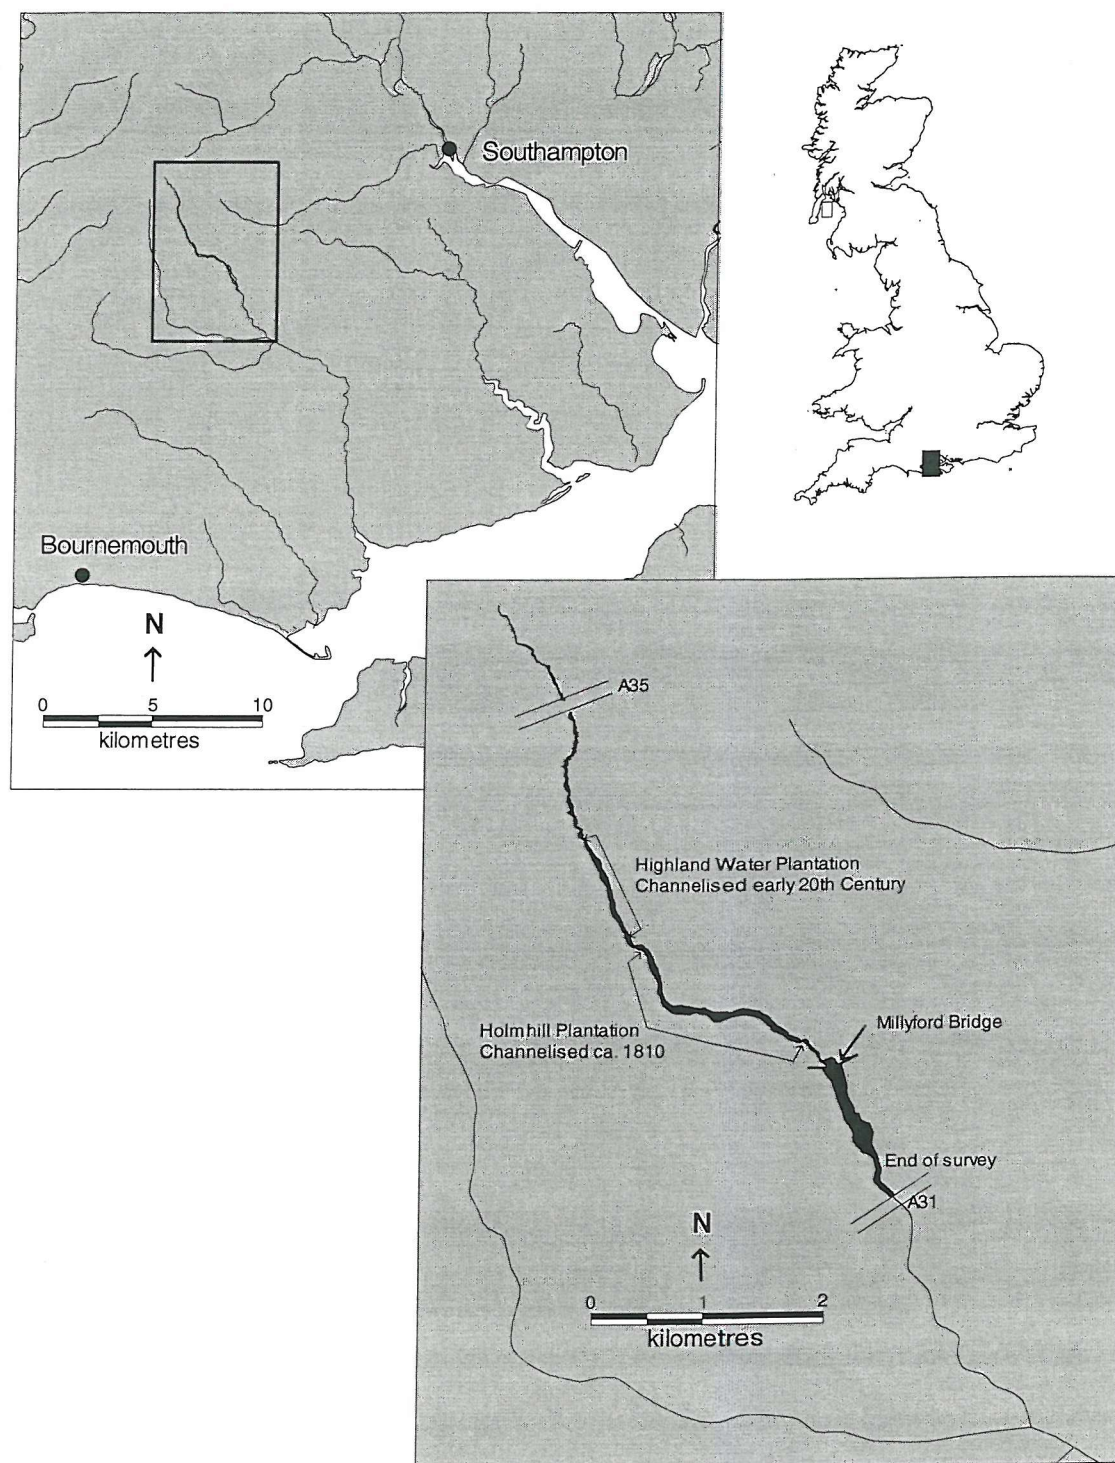 Southampton
Bournemouth
N
0 5 10
kilometres
A35
Highland Water Plantation
Channelised early 20th Century
Holmhill Plantation
Channelised ca. 1810
Millyford Bridge
End of survey
A31
N
0 1 2
kilometres